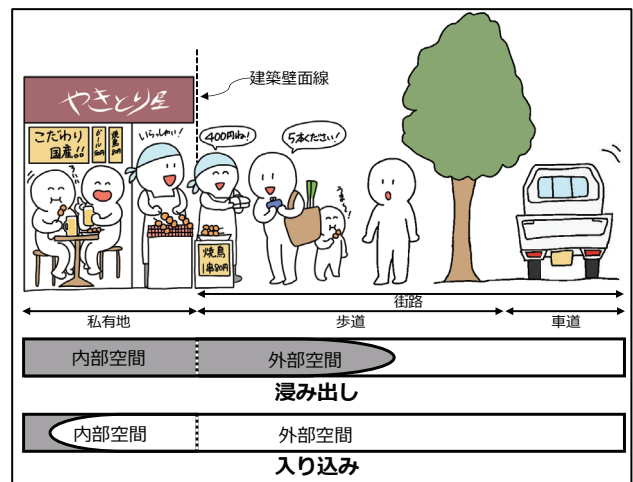 建築壁面線
やきとり屋
こだわり
国産!!
いらっしゃい!
400円ね!
5本ください!
うま〜!
焼鳥
1串80円
街路
私有地
歩道
車道
内部空間
外部空間
浸み出し
内部空間
外部空間
入り込み